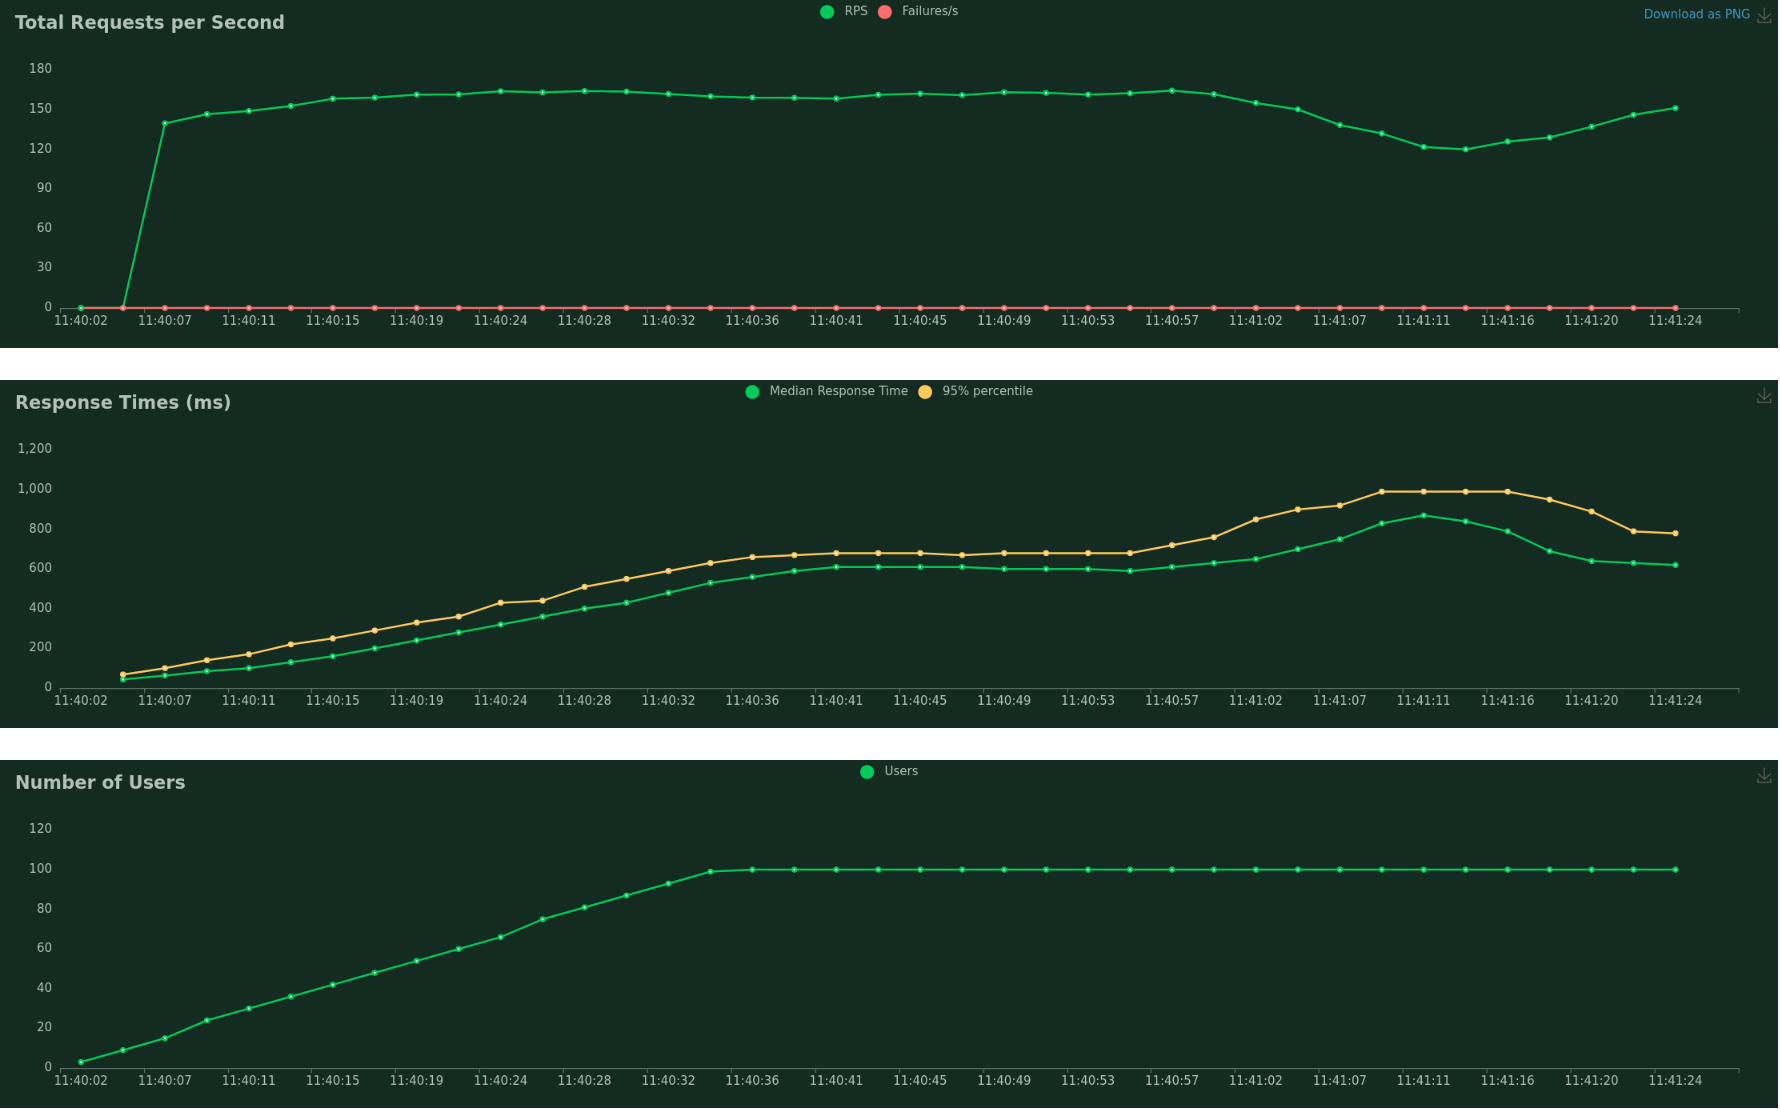 Total Requests per Second
RPS Failures/s
Download as PNG
180
150
120
90
60
30
0
11:40:02 11:40:07 11:40:11 11:40:15 11:40:19 11:40:24 11:40:28 11:40:32 11:40:36 11:40:41 11:40:45 11:40:49 11:40:53 11:40:57 11:41:02 11:41:07 11:41:11 11:41:16 11:41:20 11:41:24
Response Times (ms)
Median Response Time 95% percentile
1,200
1,000
800
600
400
200
0
11:40:02 11:40:07 11:40:11 11:40:15 11:40:19 11:40:24 11:40:28 11:40:32 11:40:36 11:40:41 11:40:45 11:40:49 11:40:53 11:40:57 11:41:02 11:41:07 11:41:11 11:41:16 11:41:20 11:41:24
Number of Users
Users
120
100
80
60
40
20
0
11:40:02 11:40:07 11:40:11 11:40:15 11:40:19 11:40:24 11:40:28 11:40:32 11:40:36 11:40:41 11:40:45 11:40:49 11:40:53 11:40:57 11:41:02 11:41:07 11:41:11 11:41:16 11:41:20 11:41:24